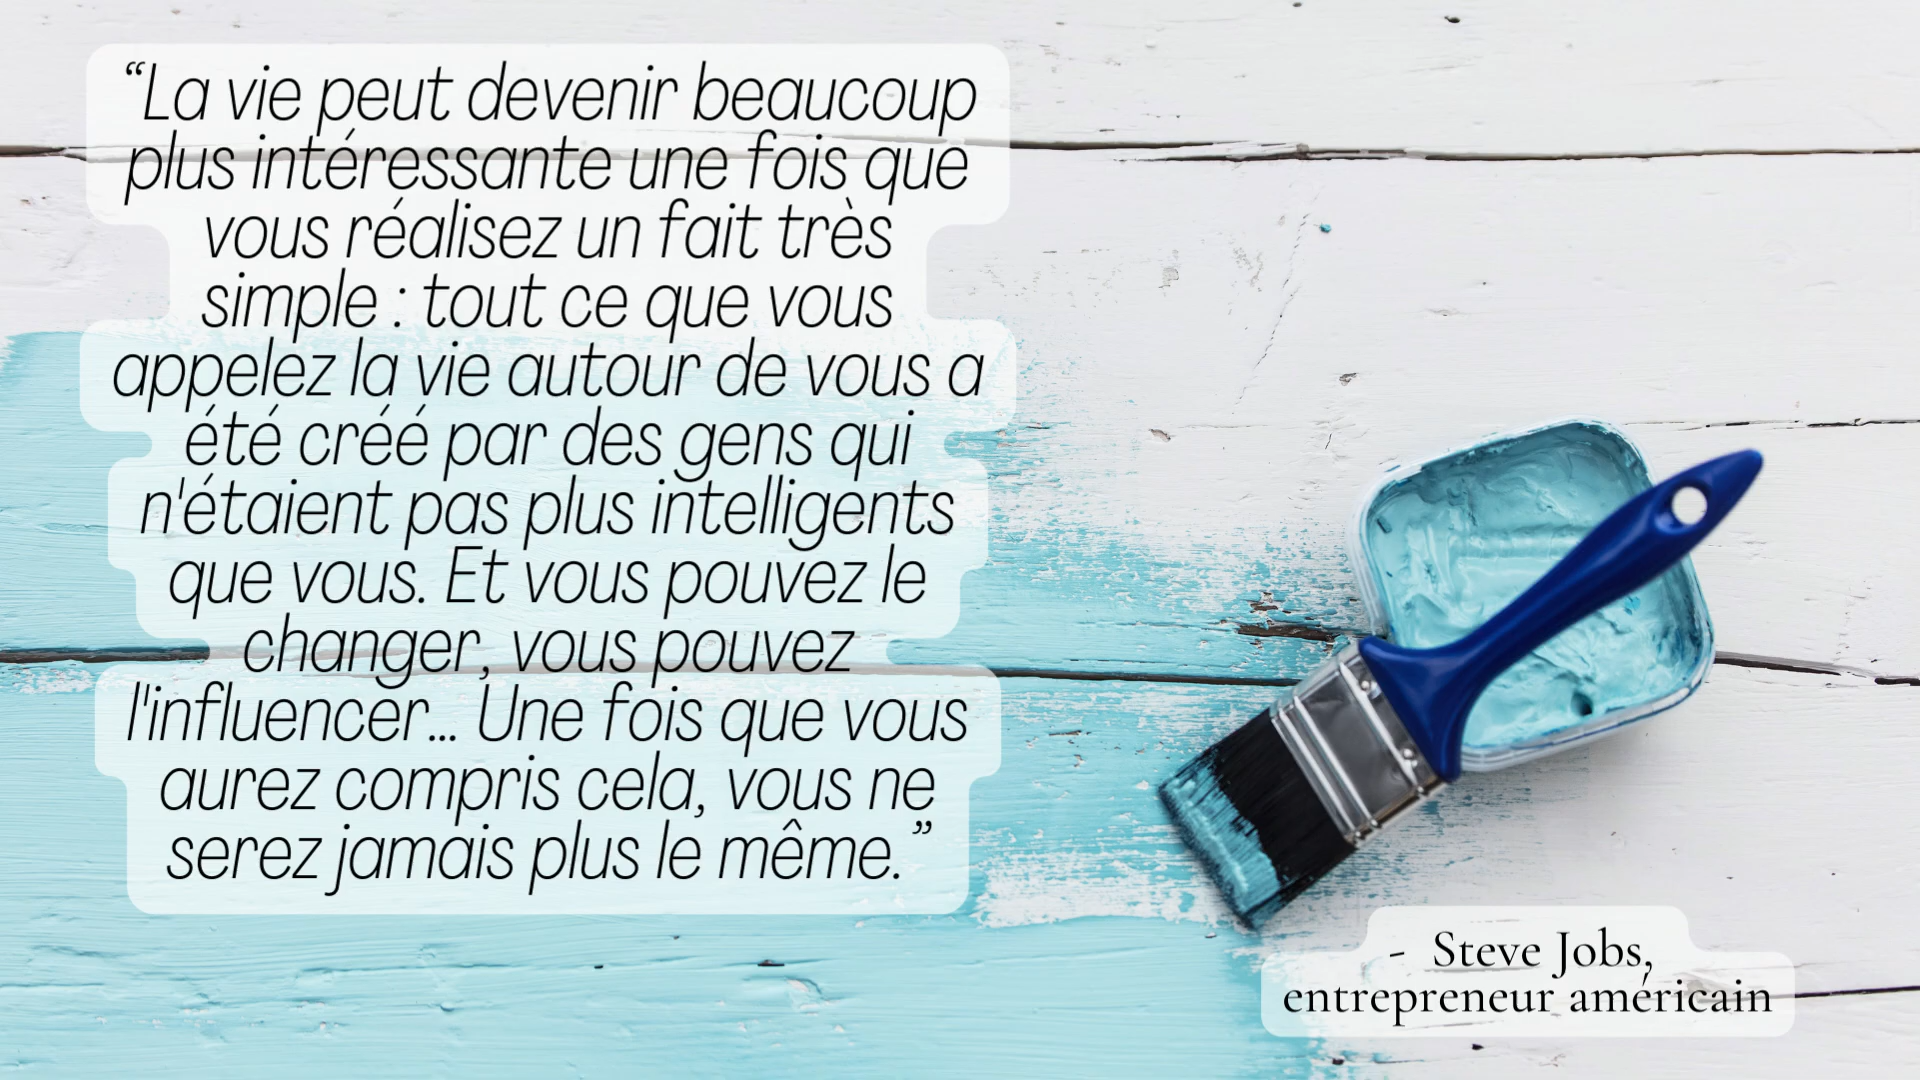 “La vie peut devenir beaucoup
plus intéressante une fois que
vous réalisez un fait très
simple : tout ce que vous
appelez la vie autour de vous a
été créé par des gens qui
n'étaient pas plus intelligents
que vous. Et vous pouvez le
changer, vous pouvez
l'influencer… Une fois que vous
aurez compris cela, vous ne
serez jamais plus le même.”
- Steve Jobs,
entrepreneur américain